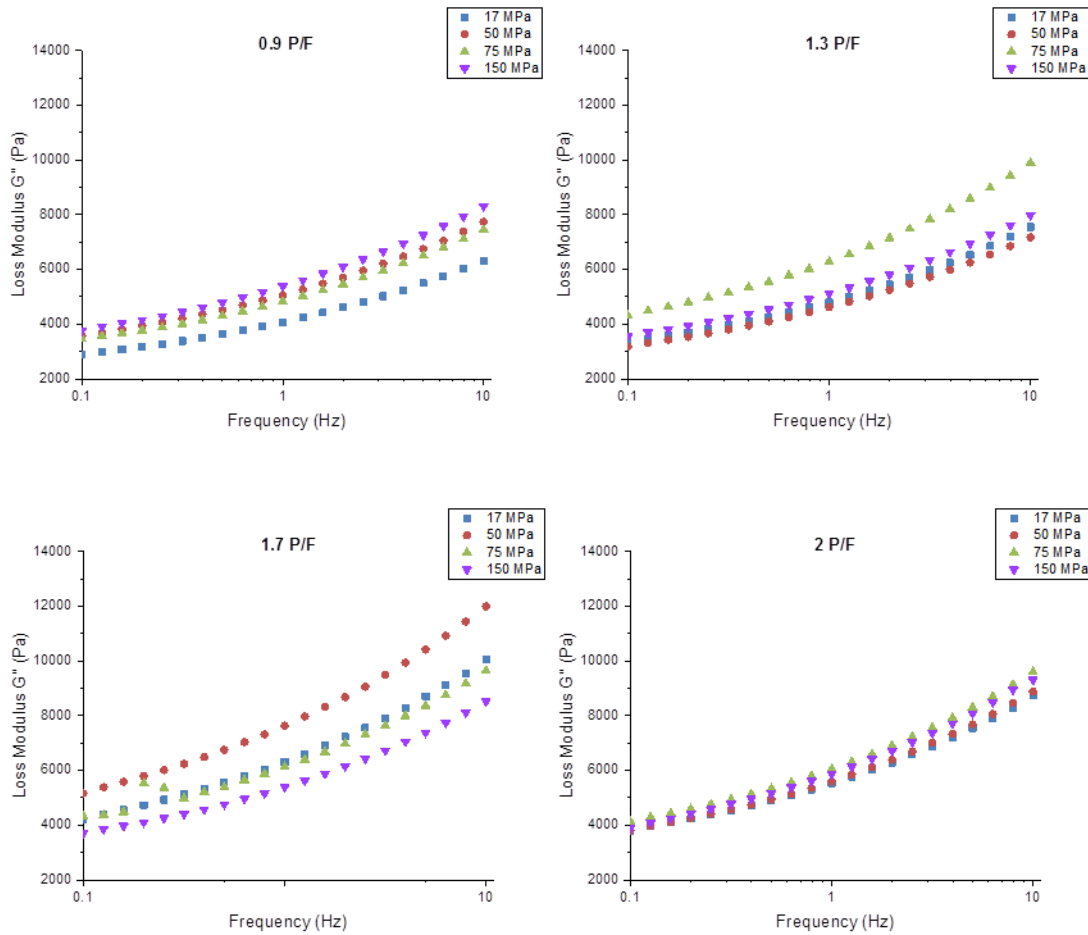 0.9 P/F
17 MPa
50 MPa
75 MPa
150 MPa
Loss Modulus G" (Pa)
14000
12000
10000
8000
6000
4000
2000
0.1
1
10
Frequency (Hz)
1.3 P/F
17 MPa
50 MPa
75 MPa
150 MPa
Loss Modulus G" (Pa)
14000
12000
10000
8000
6000
4000
2000
0.1
1
10
Frequency (Hz)
1.7 P/F
17 MPa
50 MPa
75 MPa
150 MPa
Loss Modulus G" (Pa)
14000
12000
10000
8000
6000
4000
2000
0.1
10
Frequency (Hz)
2 P/F
17 MPa
50 MPa
75 MPa
150 MPa
Loss Modulus G" (Pa)
14000
12000
10000
8000
6000
4000
2000
0.1
1
10
Frequency (Hz)